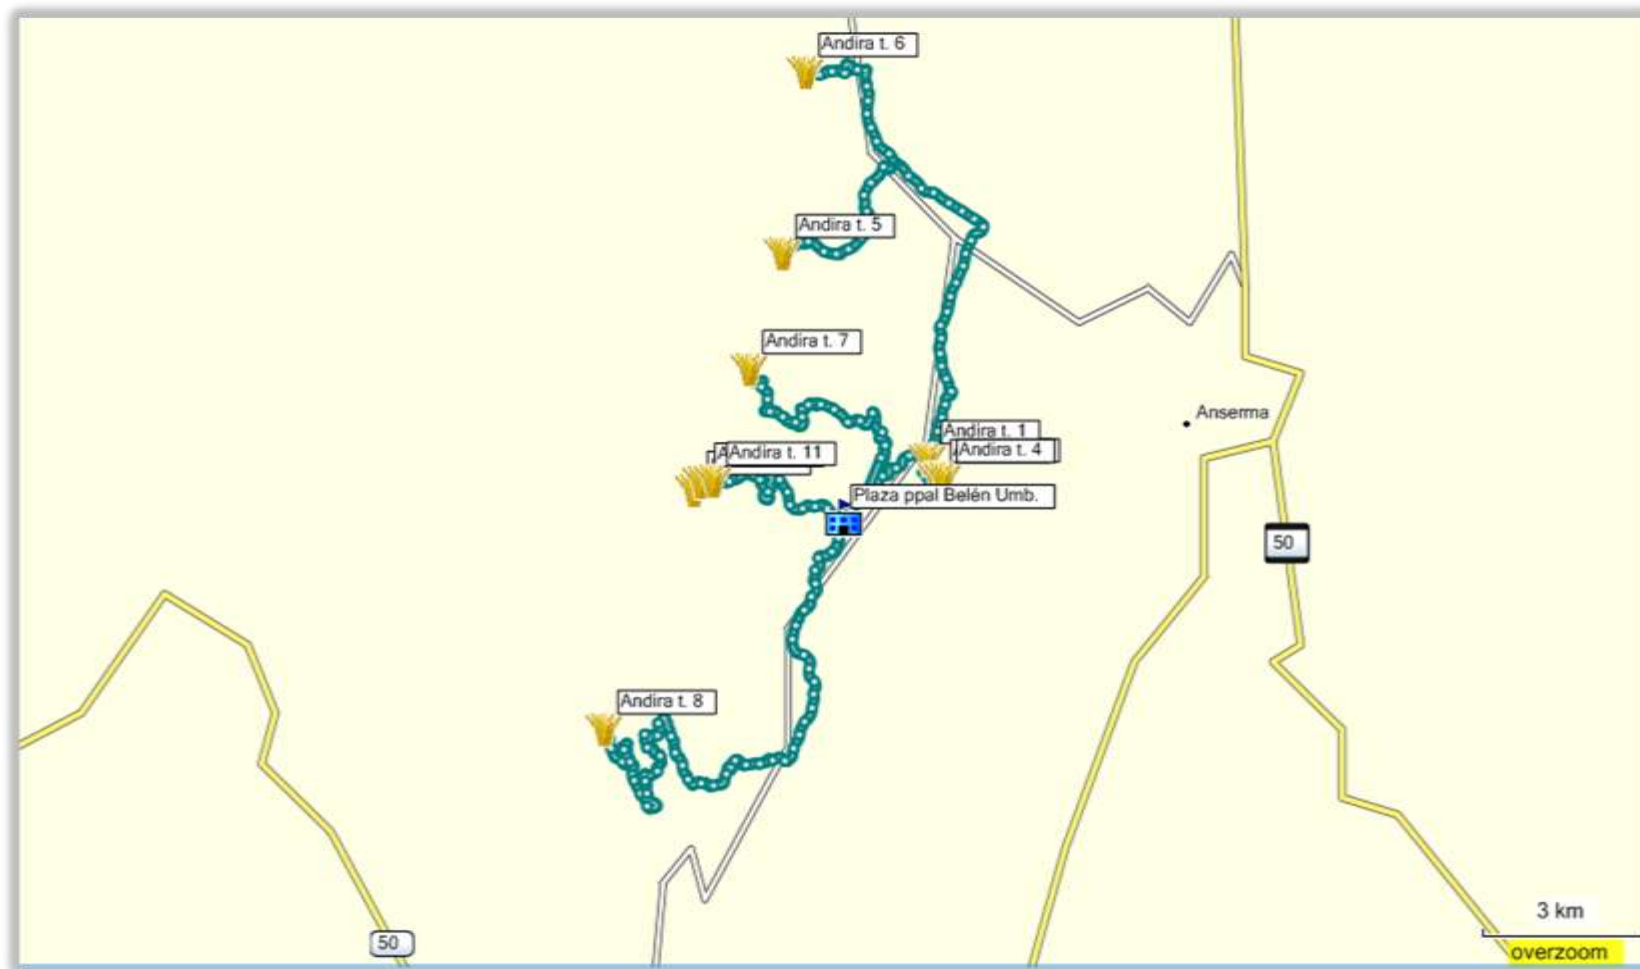 Andira t. 6
Andira t. 5
Andira t. 7
Anserma
Andira t. 1
Andira t. 4
Andira t. 11
Plaza ppal Belén Umb.
50
Andira t. 8
3 km
50
overzoom